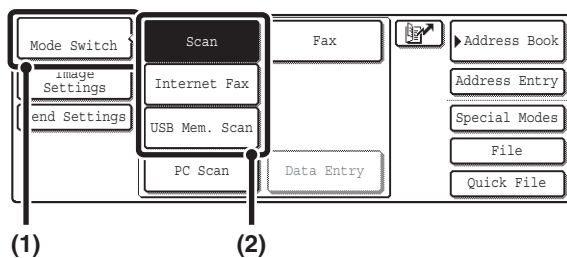 Mode Switch
Scan
Fax
Address Book
Image
Settings
Internet Fax
Address Entry
end Settings
USB Mem. Scan
Special Modes
PC Scan
Data Entry
File
Quick File
(1)
(2)